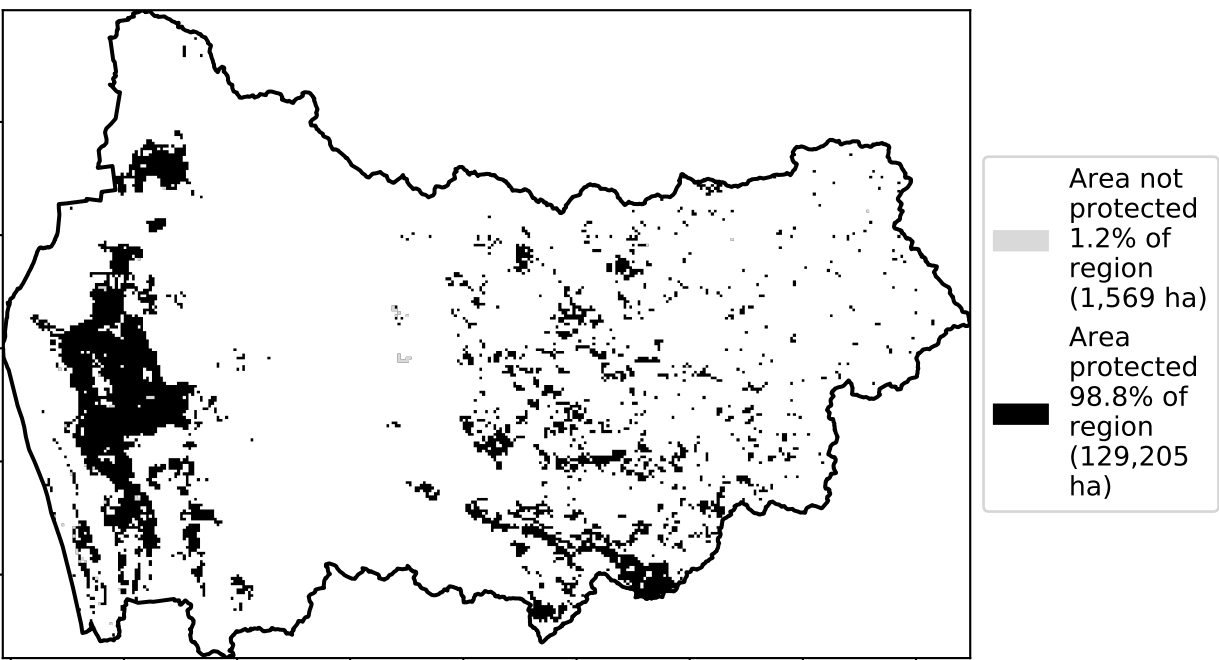 Area not
protected
1.2% of
region
(1,569 ha)
Area
protected
98.8% of
region
(129,205
ha)